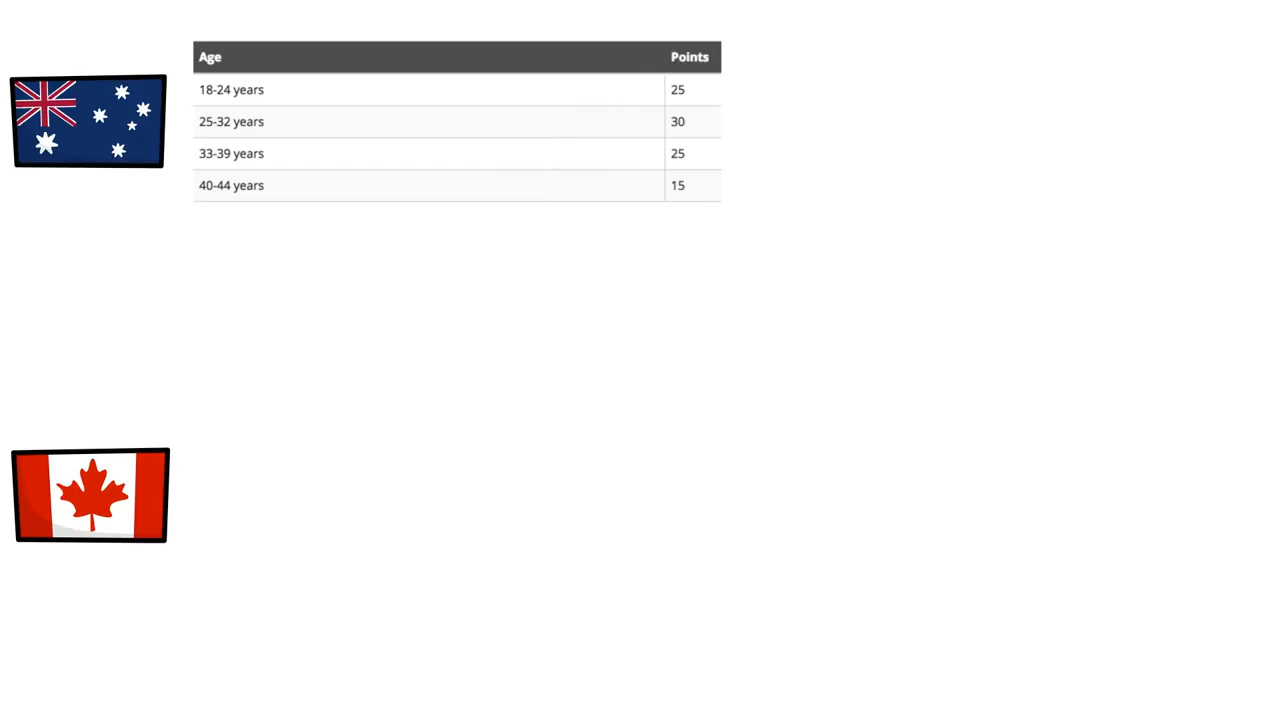 Age Points
18-24 years 25
25-32 years 30
33-39 years 25
40-44 years 15